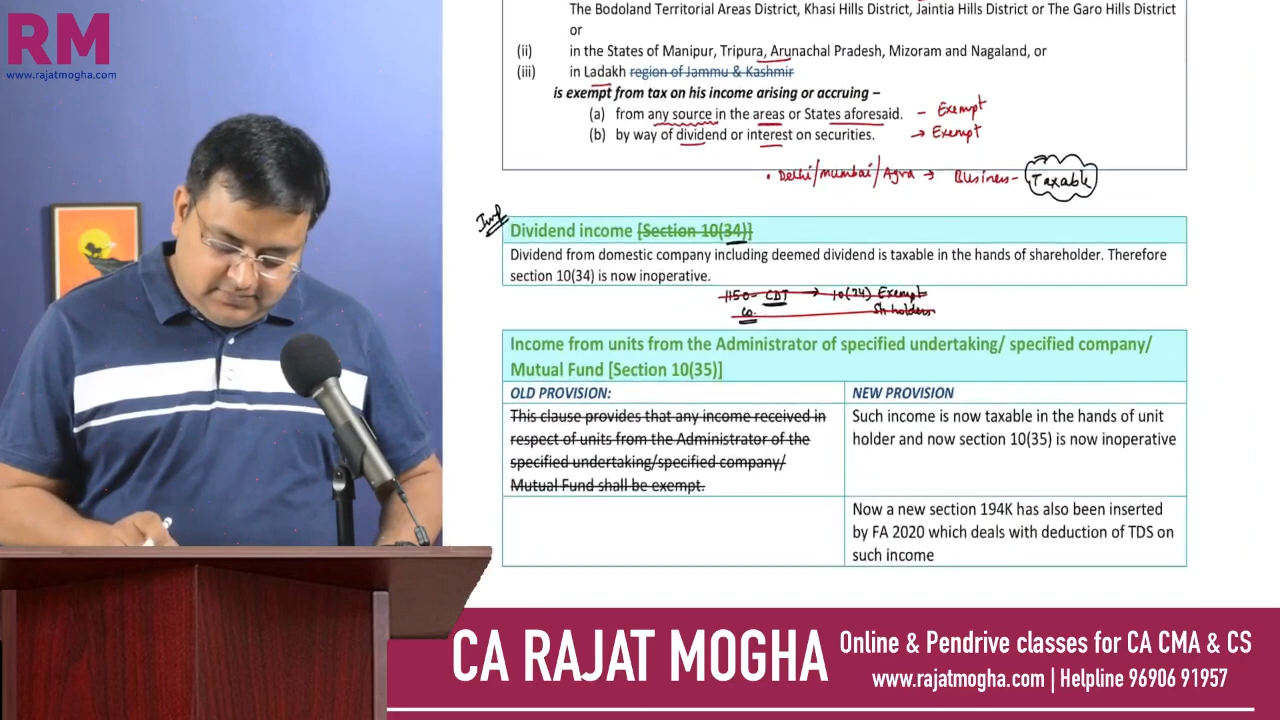 RM
www.rajatmogha.com
The Bodoland Territorial Areas District, Khasi Hills District, Jaintia Hills District or The Garo Hills District
or
(ii) in the States of Manipur, Tripura, Arunachal Pradesh, Mizoram and Nagaland, or
(iii) in Ladakh region of Jammu & Kashmir
is exempt from tax on his income arising or accruing –
(a) from any source in the areas or States aforesaid. - Exempt
(b) by way of dividend or interest on securities. → Exempt
• Delhi/mumbai/Agra → Business- Taxable
Imp
Dividend income [Section 10(34)]
Dividend from domestic company including deemed dividend is taxable in the hands of shareholder. Therefore
section 10(34) is now inoperative.
115O- CDT → 10(34) Exempt
co. Sh holders
Income from units from the Administrator of specified undertaking/ specified company/
Mutual Fund [Section 10(35)]
OLD PROVISION: NEW PROVISION
This clause provides that any income received in
respect of units from the Administrator of the
specified undertaking/specified company/
Mutual Fund shall be exempt.
Such income is now taxable in the hands of unit
holder and now section 10(35) is now inoperative
Now a new section 194K has also been inserted
by FA 2020 which deals with deduction of TDS on
such income
CA RAJAT MOGHA
Online & Pendrive classes for CA CMA & CS
www.rajatmogha.com | Helpline 96906 91957